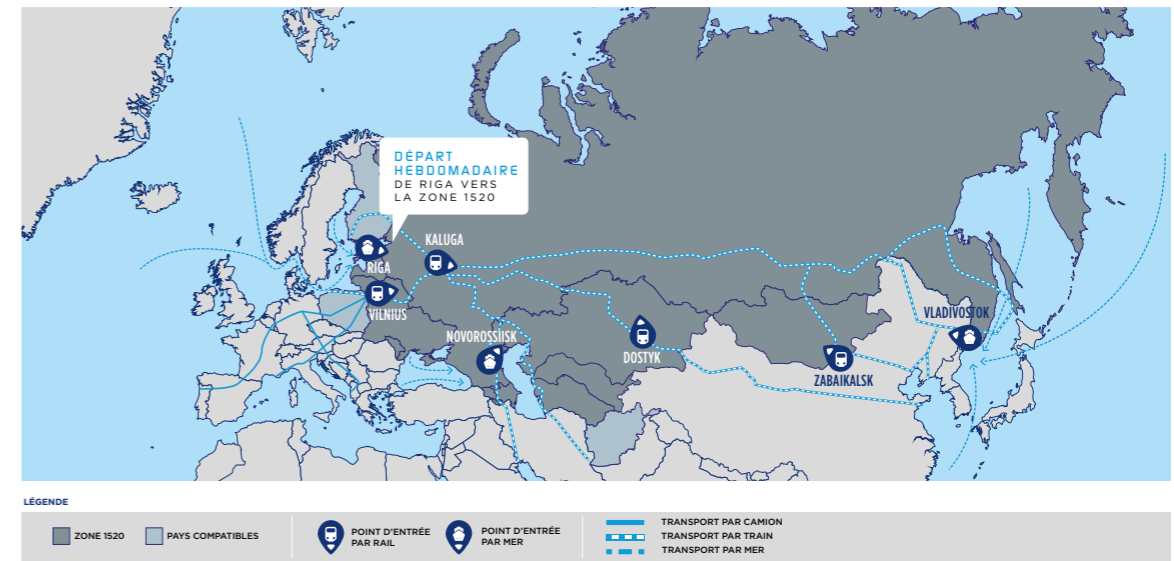 DÉPART
HEBDOMADAIRE
DE RIGA VERS
LA ZONE 1520
KALUGA
RIGA
VILNIUS
NOVOROSSÍISK
DOSTYK
VLADIVOSTOK
ZABAIKALSK
LÉGENDE
ZONE 1520
PAYS COMPATIBLES
POINT D'ENTRÉE
PAR RAIL
POINT D'ENTRÉE
PAR MER
TRANSPORT PAR CAMION
TRANSPORT PAR TRAIN
TRANSPORT PAR MER